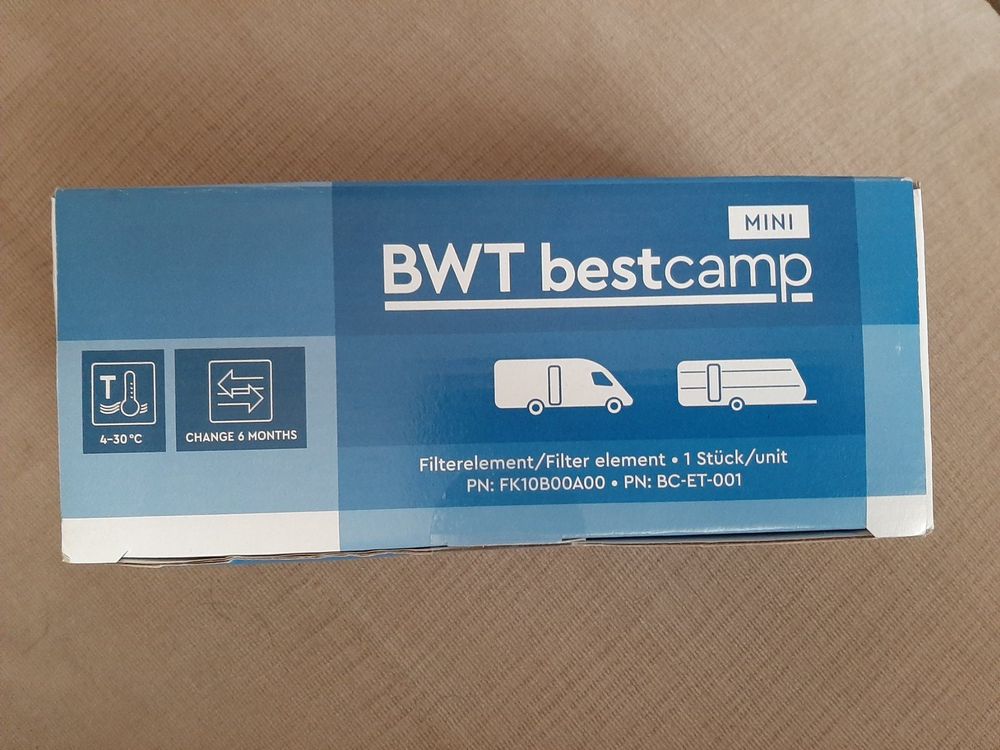 MINI
BWT bestcamp
T
4-30 °C
CHANGE 6 MONTHS
Filterelement/Filter element • 1 Stück/unit
PN: FK10B00A00 • PN: BC-ET-001